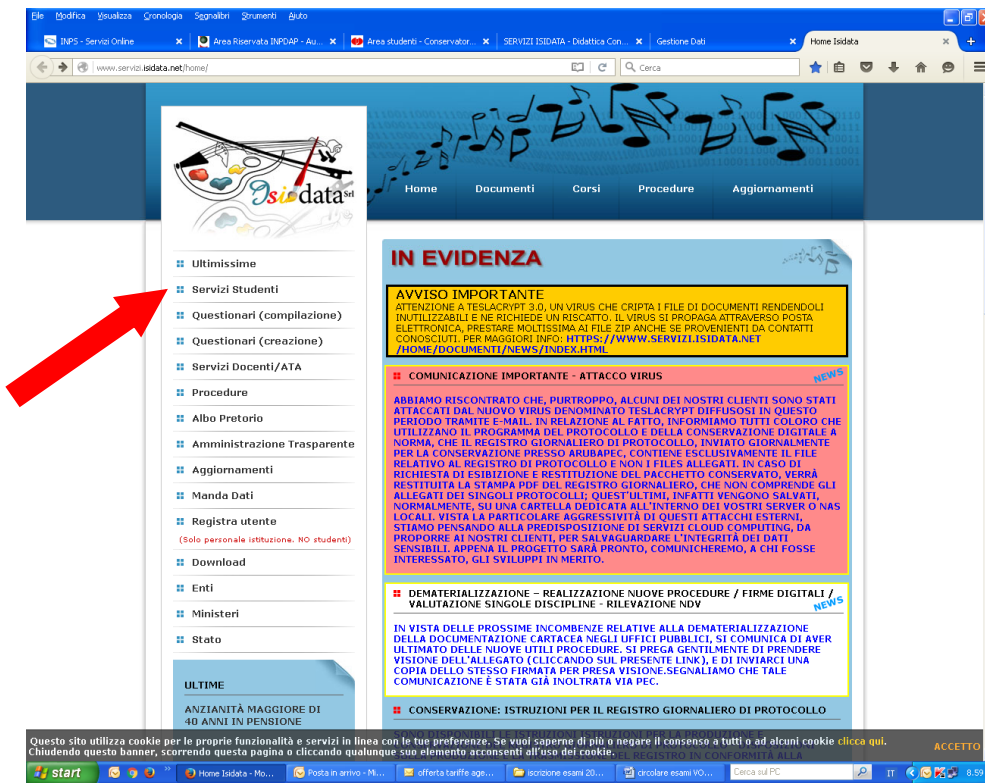 File Modifica Visualizza Cronologia Segnalibri Strumenti Aiuto
INPS - Servizi Online
Area Riservata INPDAP - Au...
Area studenti - Conservator...
SERVIZI ISIDATA - Didattica Con...
Gestione Dati
Home Isidata
www.servizi.isidata.net/home/
Cerca
Isidata Srl
Home Documenti Corsi Procedure Aggiornamenti
Ultimissime
Servizi Studenti
Questionari (compilazione)
Questionari (creazione)
Servizi Docenti/ATA
Procedure
Albo Pretorio
Amministrazione Trasparente
Aggiornamenti
Manda Dati
Registra utente
(Solo personale istituzione. NO studenti)
Download
Enti
Ministeri
Stato
ULTIME
ANZIANITÀ MAGGIORE DI
40 ANNI IN PENSIONE
IN EVIDENZA
AVVISO IMPORTANTE
ATTENZIONE A TESLACRYPT 3.0, UN VIRUS CHE CRIPTA I FILE DI DOCUMENTI RENDENDOLI
INUTILIZZABILI E NE RICHIEDE UN RISCATTO. IL VIRUS SI PROPAGA ATTRAVERSO POSTA
ELETTRONICA, PRESTARE MOLTISSIMA AI FILE ZIP ANCHE SE PROVENIENTI DA CONTATTI
CONOSCIUTI. PER MAGGIORI INFO: HTTPS://WWW.SERVIZI.ISIDATA.NET
/HOME/DOCUMENTI/NEWS/INDEX.HTML
COMUNICAZIONE IMPORTANTE - ATTACCO VIRUS
NEWS
ABBIAMO RISCONTRATO CHE, PURTROPPO, ALCUNI DEI NOSTRI CLIENTI SONO STATI
ATTACCATI DAL NUOVO VIRUS DENOMINATO TESLACRYPT DIFFUSOSI IN QUESTO
PERIODO TRAMITE E-MAIL. IN RELAZIONE AL FATTO, INFORMIAMO TUTTI COLORO CHE
UTILIZZANO IL PROGRAMMA DEL PROTOCOLLO E DELLA CONSERVAZIONE DIGITALE A
NORMA, CHE IL REGISTRO GIORNALIERO DI PROTOCOLLO, INVIATO GIORNALMENTE
PER LA CONSERVAZIONE PRESSO ARUBAPEC, CONTIENE ESCLUSIVAMENTE IL FILE
RELATIVO AL REGISTRO DI PROTOCOLLO E NON I FILES ALLEGATI. IN CASO DI
RICHIESTA DI ESIBIZIONE E RESTITUZIONE DEL PACCHETTO CONSERVATO, VERRÀ
RESTITUITA LA STAMPA PDF DEL REGISTRO GIORNALIERO, CHE NON COMPRENDE GLI
ALLEGATI DEI SINGOLI PROTOCOLLI; QUEST'ULTIMI, INFATTI VENGONO SALVATI,
NORMALMENTE, SU UNA CARTELLA DEDICATA ALL'INTERNO DEI VOSTRI SERVER O NAS
LOCALI. VISTA LA PARTICOLARE AGGRESSIVITÀ DI QUESTI ATTACCHI ESTERNI,
STIAMO PENSANDO ALLA PREDISPOSIZIONE DI SERVIZI CLOUD COMPUTING, DA
PROPORRE AI NOSTRI CLIENTI, PER SALVAGUARDARE L'INTEGRITÀ DEI DATI
SENSIBILI. APPENA IL PROGETTO SARÀ PRONTO, COMUNICHEREMO, A CHI FOSSE
INTERESSATO, GLI SVILUPPI IN MERITO.
DEMATERIALIZZAZIONE – REALIZZAZIONE NUOVE PROCEDURE / FIRME DIGITALI /
VALUTAZIONE SINGOLE DISCIPLINE - RILEVAZIONE NDV
NEWS
IN VISTA DELLE PROSSIME INCOMBENZE RELATIVE ALLA DEMATERIALIZZAZIONE
DELLA DOCUMENTAZIONE CARTACEA NEGLI UFFICI PUBBLICI, SI COMUNICA DI AVER
ULTIMATO DELLE NUOVE UTILI PROCEDURE. SI PREGA GENTILMENTE DI PRENDERE
VISIONE DELL'ALLEGATO (CLICCANDO SUL PRESENTE LINK), E DI INVIARCI UNA
COPIA DELLO STESSO FIRMATA PER PRESA VISIONE.SEGNALIAMO CHE TALE
COMUNICAZIONE È STATA GIÀ INOLTRATA VIA PEC.
CONSERVAZIONE: ISTRUZIONI PER IL REGISTRO GIORNALIERO DI PROTOCOLLO
SONO DISPONIBILI LE ISTRUZIONI PER LA PRODUZIONE E
Questo sito utilizza cookie per le proprie funzionalità e servizi in linea con le tue preferenze. Se vuoi saperne di più o negare il consenso a tutti o ad alcuni cookie clicca qui.
Chiudendo questo banner, scorrendo questa pagina o cliccando qualunque suo elemento acconsenti all'uso dei cookie.
ACCETTO
start
Home Isidata - Mo...
Posta in arrivo - Mi...
offerta tariffe age...
iscrizione esami 20...
circolare esami VO...
Cerca sul PC
IT
8.59